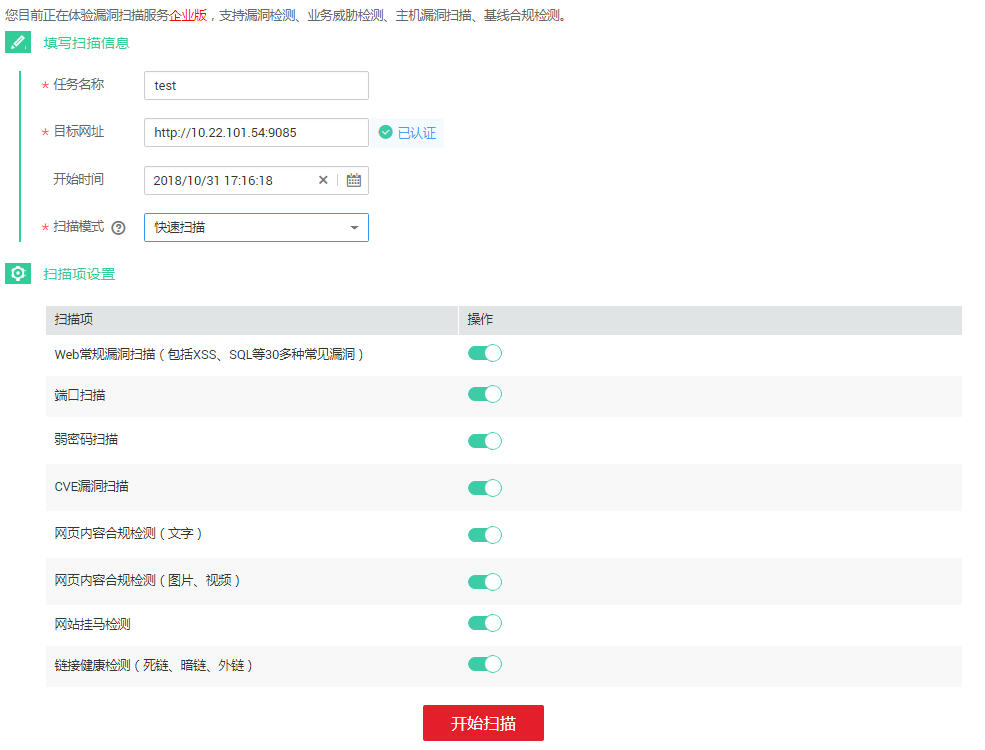 您目前正在体验漏洞扫描服务企业版，支持漏洞检测、业务威胁检测、主机漏洞扫描、基线合规检测。
填写扫描信息
* 任务名称 test
* 目标网址 http://10.22.101.54:9085 已认证
开始时间 2018/10/31 17:16:18
* 扫描模式 ? 快速扫描
扫描项设置
扫描项 操作
Web常规漏洞扫描（包括XSS、SQL等30多种常见漏洞）
端口扫描
弱密码扫描
CVE漏洞扫描
网页内容合规检测（文字）
网页内容合规检测（图片、视频）
网站挂马检测
链接健康检测（死链、暗链、外链）
开始扫描